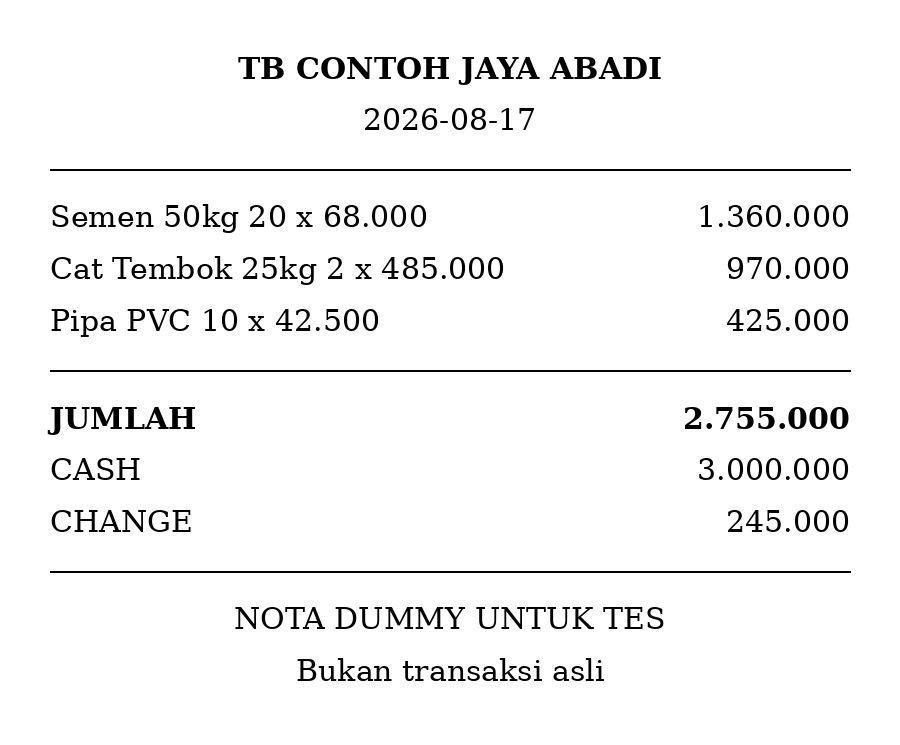 TB CONTOH JAYA ABADI
2026-08-17
Semen 50kg 20 x 68.000 1.360.000
Cat Tembok 25kg 2 x 485.000 970.000
Pipa PVC 10 x 42.500 425.000
JUMLAH 2.755.000
CASH 3.000.000
CHANGE 245.000
NOTA DUMMY UNTUK TES
Bukan transaksi asli